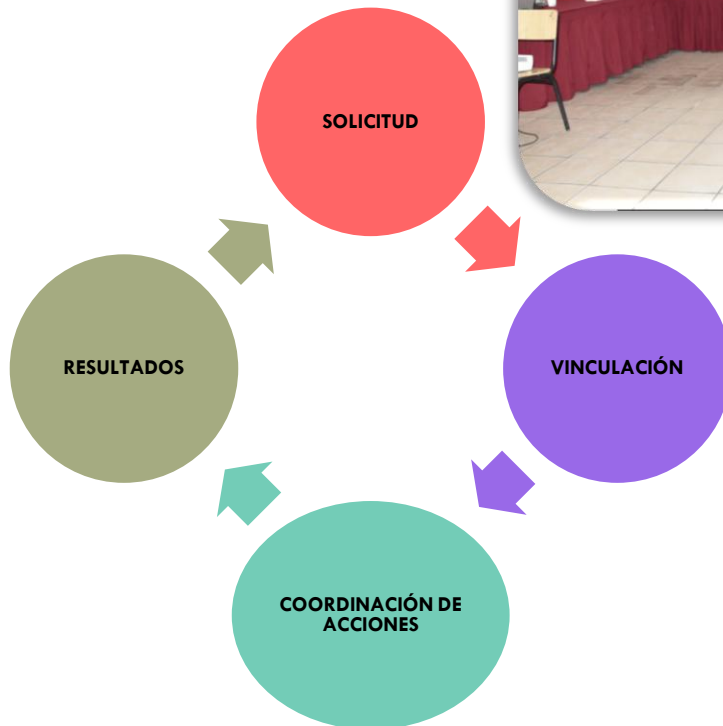 SOLICITUD
VINCULACIÓN
COORDINACIÓN DE
ACCIONES
RESULTADOS